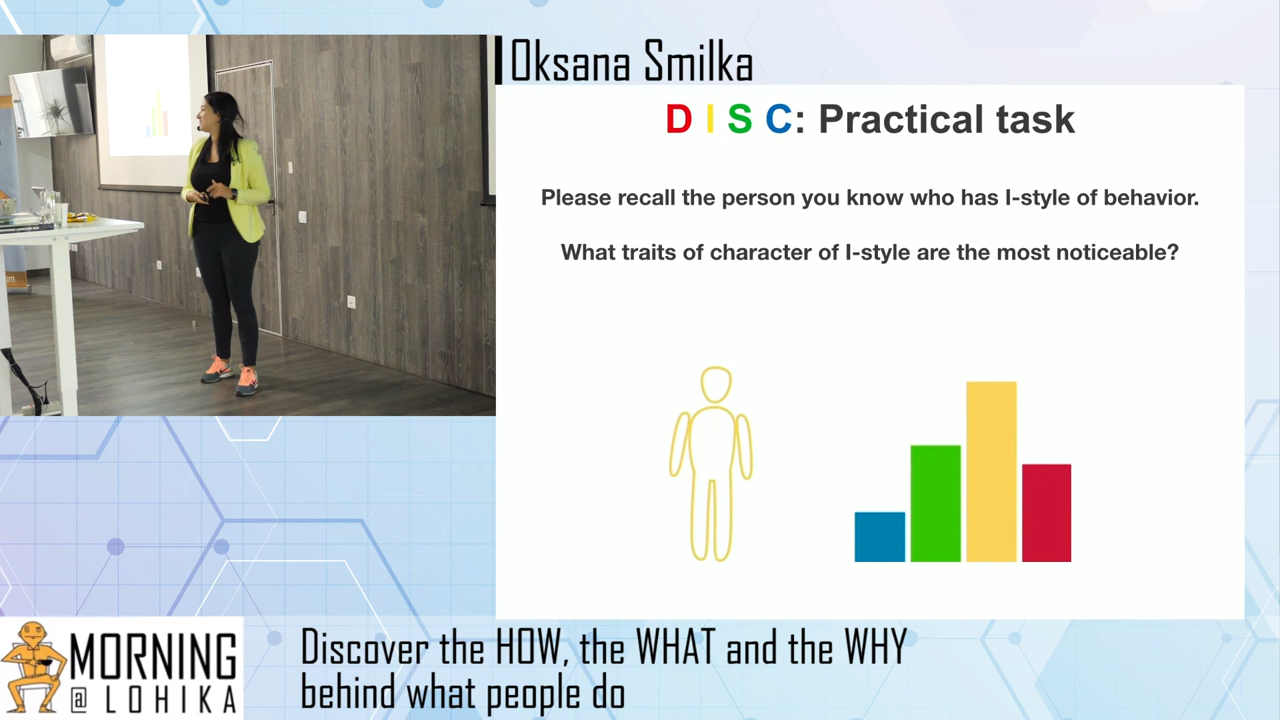 Oksana Smilka
D I S C: Practical task
Please recall the person you know who has I-style of behavior.
What traits of character of I-style are the most noticeable?
MORNING
@ LOHIKA
Discover the HOW, the WHAT and the WHY
behind what people do